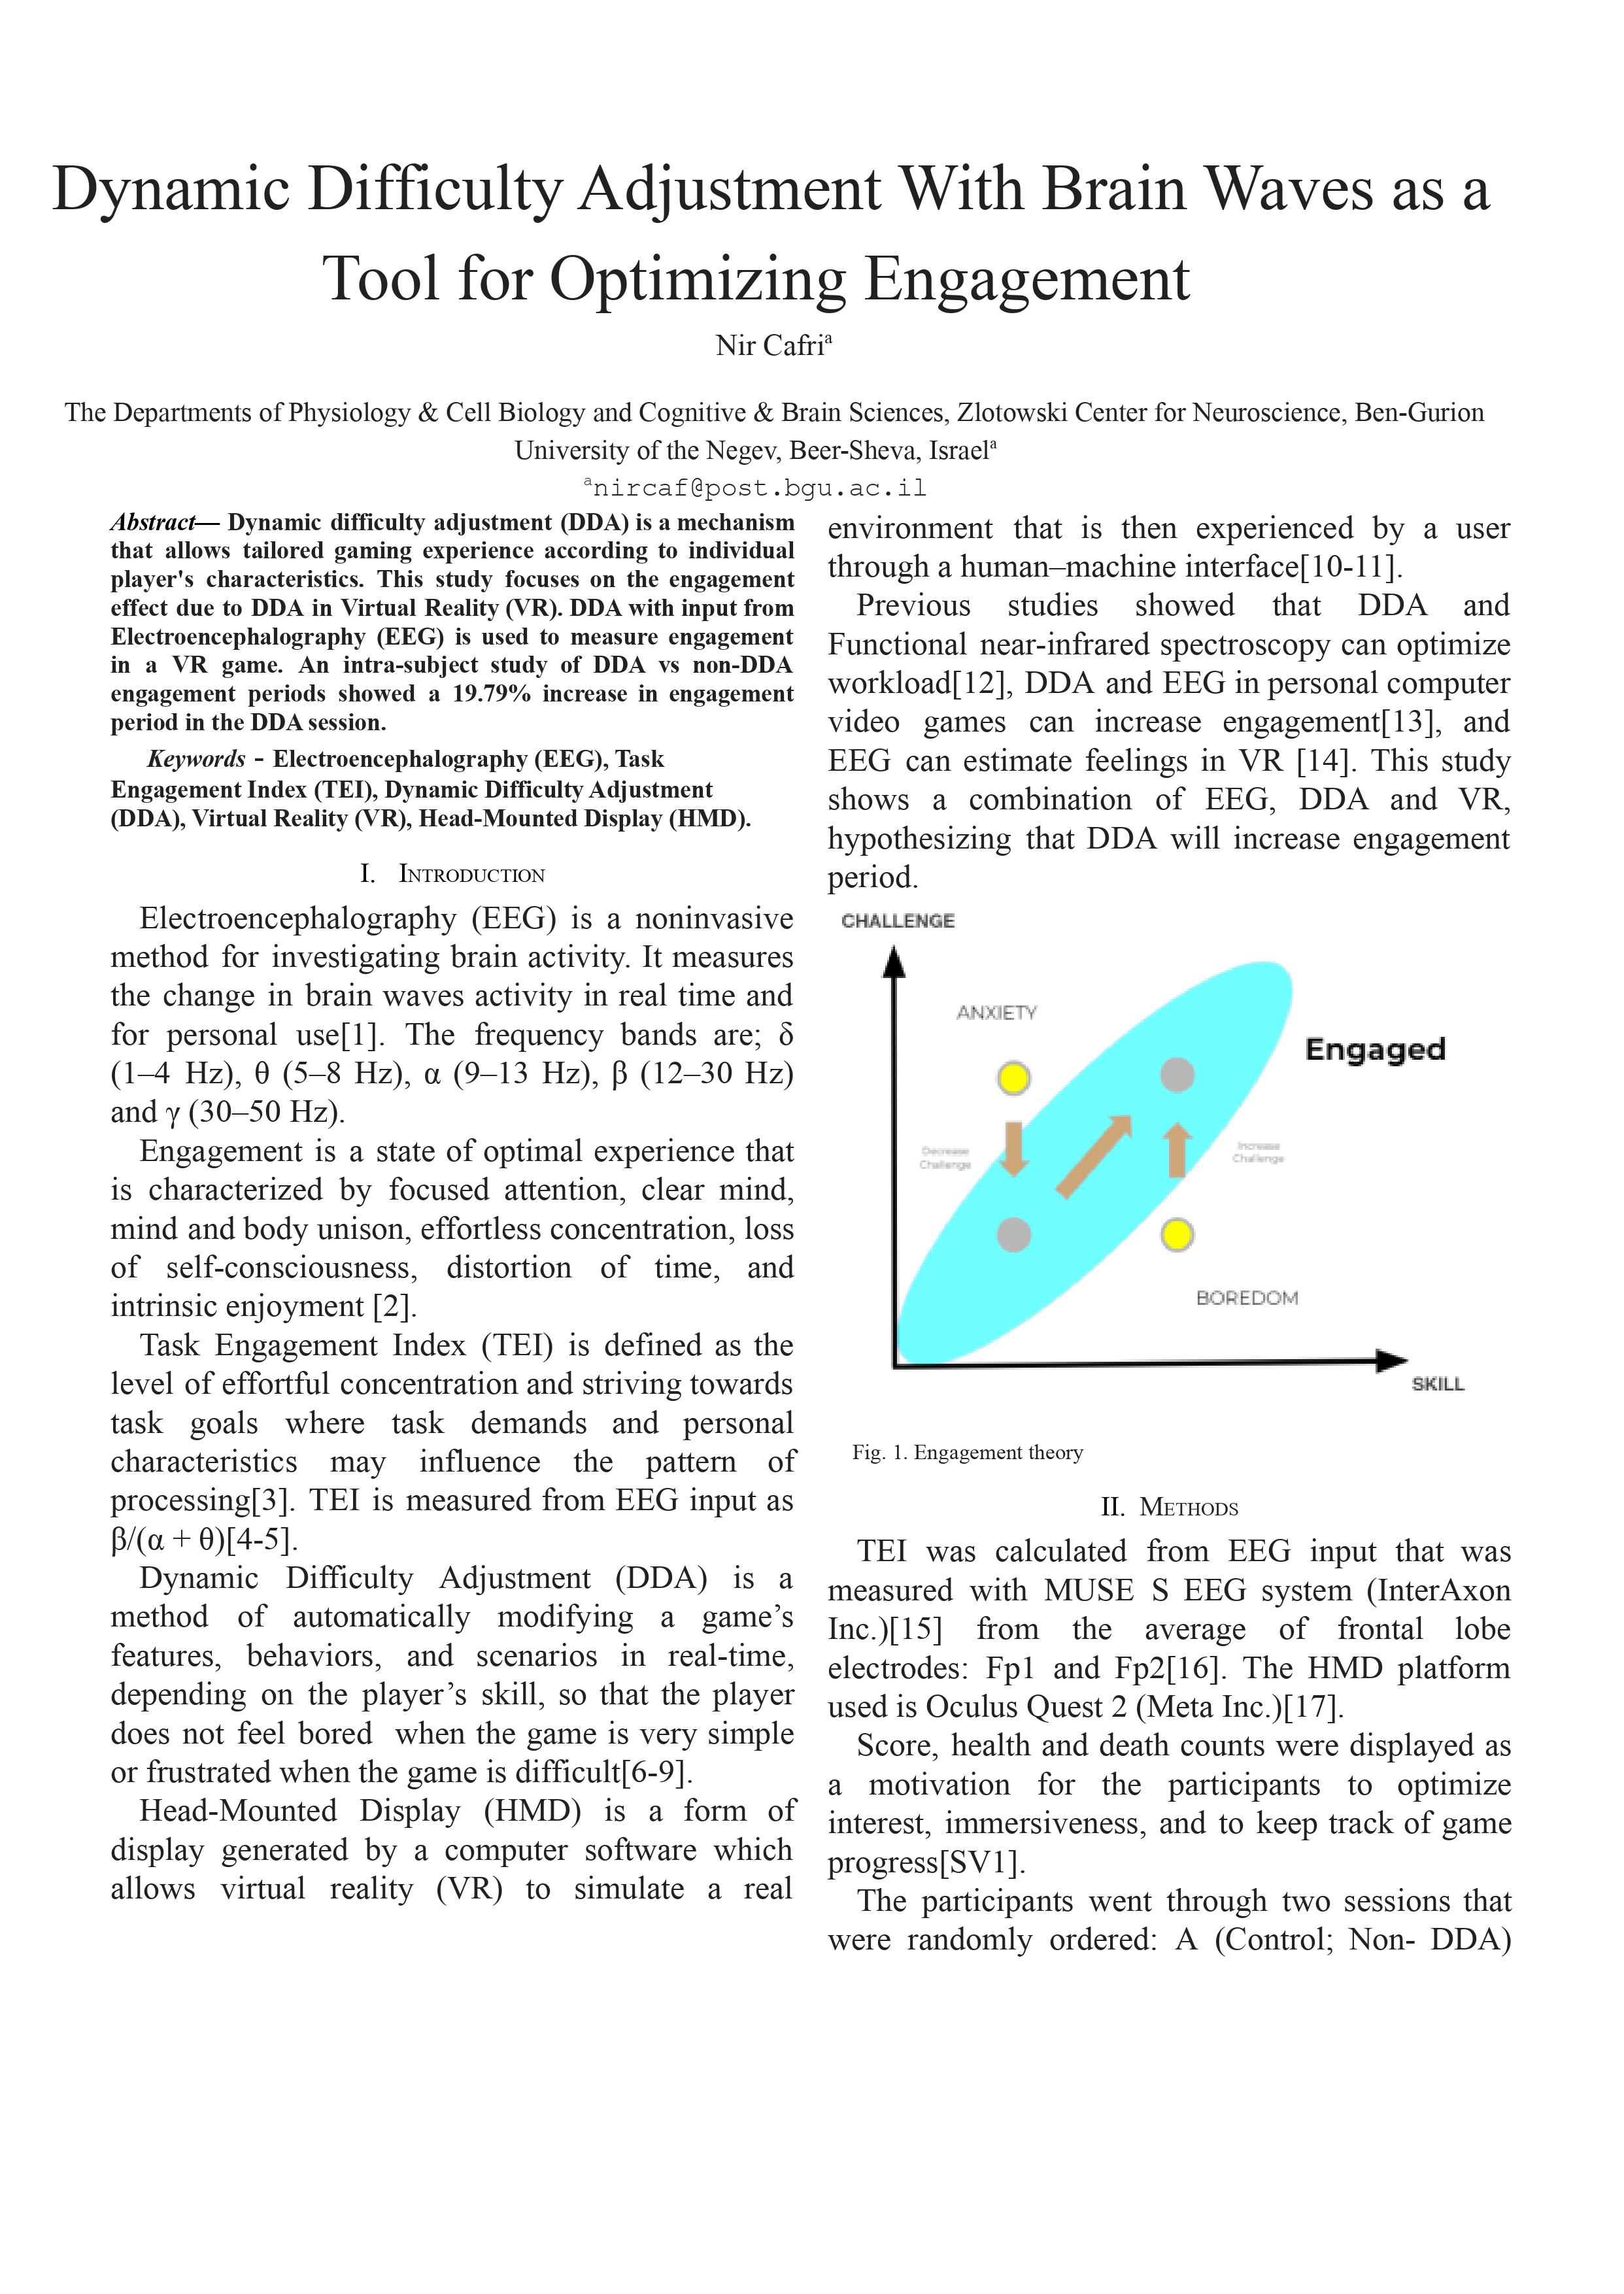 Dynamic Difficulty Adjustment With Brain Waves as a
Tool for Optimizing Engagement
Nir Cafriᵃ
The Departments of Physiology & Cell Biology and Cognitive & Brain Sciences, Zlotowski Center for Neuroscience, Ben-Gurion
University of the Negev, Beer-Sheva, Israelᵃ
ᵃnircaf@post.bgu.ac.il
Abstract— Dynamic difficulty adjustment (DDA) is a mechanism
that allows tailored gaming experience according to individual
player's characteristics. This study focuses on the engagement
effect due to DDA in Virtual Reality (VR). DDA with input from
Electroencephalography (EEG) is used to measure engagement
in a VR game. An intra-subject study of DDA vs non-DDA
engagement periods showed a 19.79% increase in engagement
period in the DDA session.
Keywords - Electroencephalography (EEG), Task
Engagement Index (TEI), Dynamic Difficulty Adjustment
(DDA), Virtual Reality (VR), Head-Mounted Display (HMD).
I. Introduction
Electroencephalography (EEG) is a noninvasive
method for investigating brain activity. It measures
the change in brain waves activity in real time and
for personal use[1]. The frequency bands are; δ
(1–4 Hz), θ (5–8 Hz), α (9–13 Hz), β (12–30 Hz)
and γ (30–50 Hz).
Engagement is a state of optimal experience that
is characterized by focused attention, clear mind,
mind and body unison, effortless concentration, loss
of self-consciousness, distortion of time, and
intrinsic enjoyment [2].
Task Engagement Index (TEI) is defined as the
level of effortful concentration and striving towards
task goals where task demands and personal
characteristics may influence the pattern of
processing[3]. TEI is measured from EEG input as
β/(α + θ)[4-5].
Dynamic Difficulty Adjustment (DDA) is a
method of automatically modifying a game’s
features, behaviors, and scenarios in real-time,
depending on the player’s skill, so that the player
does not feel bored when the game is very simple
or frustrated when the game is difficult[6-9].
Head-Mounted Display (HMD) is a form of
display generated by a computer software which
allows virtual reality (VR) to simulate a real
environment that is then experienced by a user
through a human–machine interface[10-11].
Previous studies showed that DDA and
Functional near-infrared spectroscopy can optimize
workload[12], DDA and EEG in personal computer
video games can increase engagement[13], and
EEG can estimate feelings in VR [14]. This study
shows a combination of EEG, DDA and VR,
hypothesizing that DDA will increase engagement
period.
CHALLENGE
ANXIETY
Engaged
Decrease
Challenge
Increase
Challenge
BOREDOM
SKILL
Fig. 1. Engagement theory
II. Methods
TEI was calculated from EEG input that was
measured with MUSE S EEG system (InterAxon
Inc.)[15] from the average of frontal lobe
electrodes: Fp1 and Fp2[16]. The HMD platform
used is Oculus Quest 2 (Meta Inc.)[17].
Score, health and death counts were displayed as
a motivation for the participants to optimize
interest, immersiveness, and to keep track of game
progress[SV1].
The participants went through two sessions that
were randomly ordered: A (Control; Non- DDA)